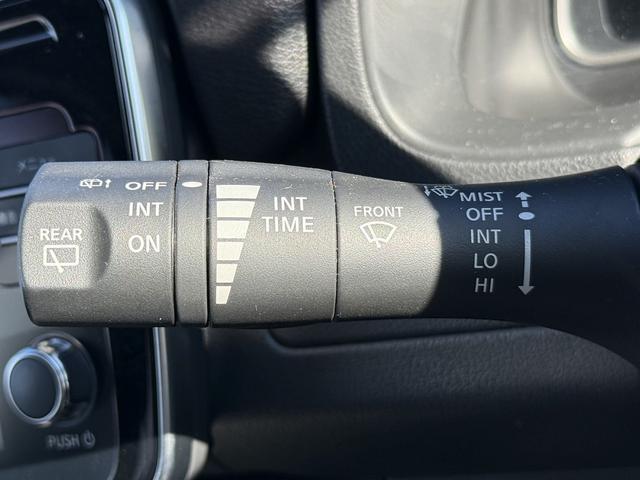 OFF
INT
ON
REAR
INT
TIME
FRONT
MIST
OFF
INT
LO
HI
PUSH